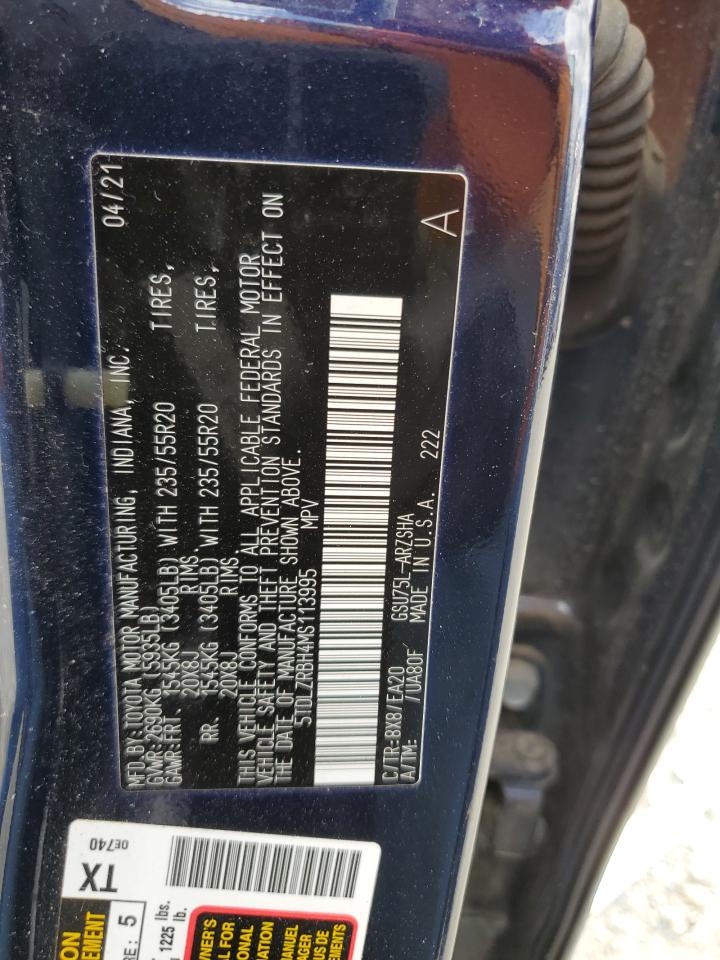 MFD.BY:TOYOTA MOTOR MANUFACTURING, INDIANA, INC. 04/21
GVWR:2690KG (5935LB)
GAWR:FRT. 1545KG (3405LB) WITH 235/55R20 TIRES,
20X8J RIMS
RR. 1545KG (3405LB) WITH 235/55R20 TIRES,
20X8J RIMS
THIS VEHICLE CONFORMS TO ALL APPLICABLE FEDERAL MOTOR
VEHICLE SAFETY AND THEFT PREVENTION STANDARDS IN EFFECT ON
THE DATE OF MANUFACTURE SHOWN ABOVE.
5TDLZRBH4MS113995 MPV
C/TR:8X8/FA20 GSU75L-ARZSHA
A/TM: /UA80F MADE IN U.S.A. 222
A
TX
0E740
5
1225 lbs.
lb.
MANUEL